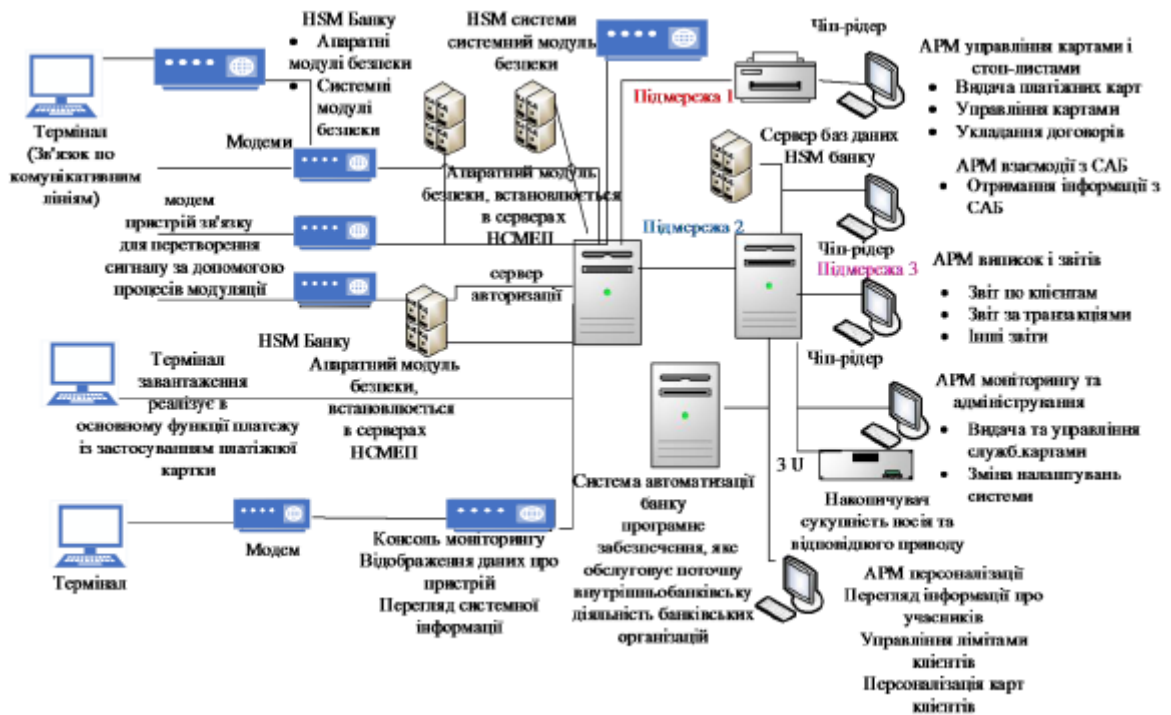 HSM Банку
• Апаратні
модулі безпеки
• Системні
модулі
безпеки
HSM системи
системний модуль
безпеки
Чіп-рідер
АРМ управління картами і
стоп-листами
• Видача платіжних карт
• Управління картами
• Укладання договорів
Підмережа 1
Термінал
(Зв'язок по
комунікативним
лініям)
Модеми
Сервер баз даних
HSM банку
АРМ взаємодії з САБ
• Отримання інформації з
САБ
Апаратний модуль
безпеки, встановлюється
в серверах
НСМЕП
модем
пристрій зв'язку
для перетворення
сигналу за допомогою
процесів модуляції
Підмережа 2
Чіп-рідер
Підмережа 3
сервер
авторизації
АРМ виписок і звітів
• Звіт по клієнтам
• Звіт за транзакціями
• Інші звіти
HSM Банку
Апаратний модуль
безпеки,
встановлюється
в серверах
НСМЕП
Чіп-рідер
Термінал
завантаження
реалізує в
основному функції платежу
із застосуванням платіжної
картки
АРМ моніторингу та
адміністрування
• Видача та управління
служб.картами
• Зміна налаштувань
системи
3 U
Накопичувач
сукупність носія та
відповідного приводу
Система автоматизації
банку
програмне
забезпечення, яке
обслуговує поточну
внутрішньобанківську
діяльність банківських
організацій
Термінал
Модем
Консоль моніторингу
Відображення даних про
пристрій
Перегляд системної
інформації
АРМ персоналізації
Перегляд інформації про
учасників
Управління лімітами
клієнтів
Персоналізація карт
клієнтів